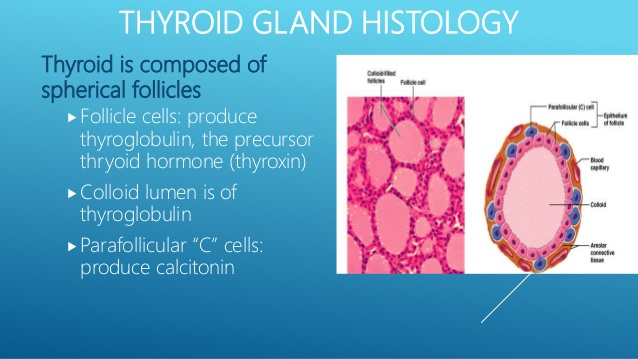 THYROID GLAND HISTOLOGY
Thyroid is composed of
spherical follicles
Follicle cells: produce
thyroglobulin, the precursor
thryoid hormone (thyroxin)
Colloid lumen is of
thyroglobulin
Parafollicular “C” cells:
produce calcitonin
Colloid-filled
follicles
Follicle cell
Parafollicular (C) cell
Follicle cells
Epithelium
of follicle
Blood
capillary
Colloid
Areolar
connective
tissue